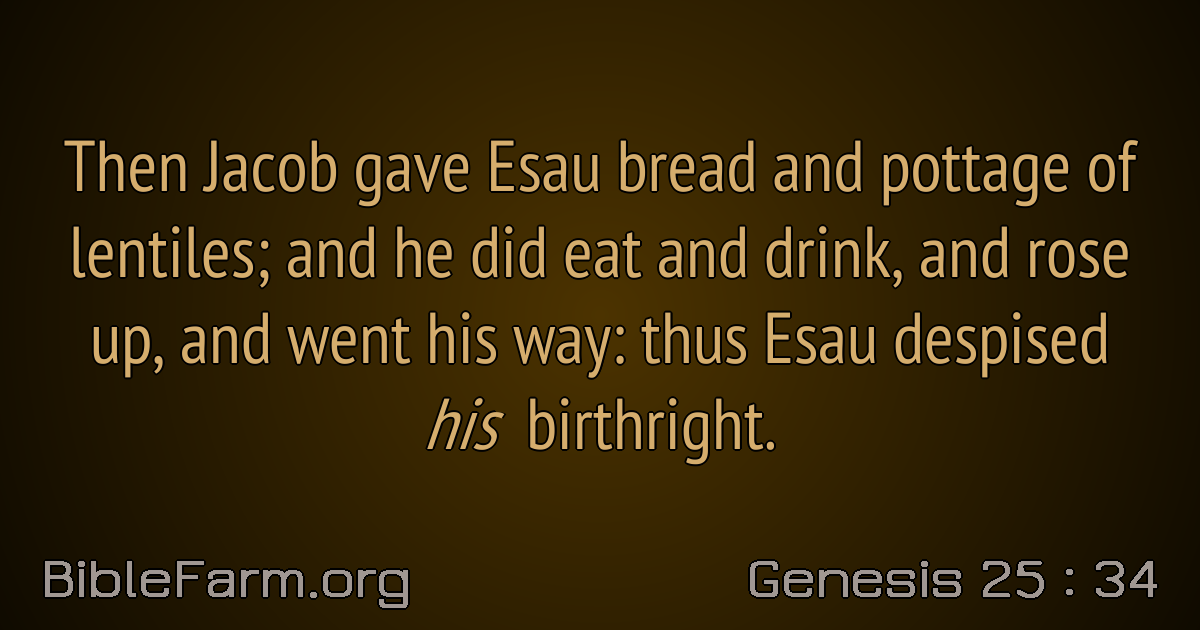 Then Jacob gave Esau bread and pottage of
lentiles; and he did eat and drink, and rose
up, and went his way: thus Esau despised
his birthright.
BibleFarm.org
Genesis 25 : 34